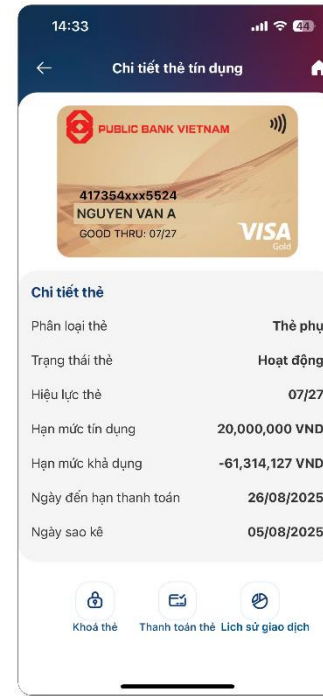 14:33
44
Chi tiết thẻ tín dụng
PUBLIC BANK VIETNAM
417354xxx5524
NGUYEN VAN A
GOOD THRU: 07/27
VISA
Gold
Chi tiết thẻ
Phân loại thẻ Thẻ phụ
Trạng thái thẻ Hoạt động
Hiệu lực thẻ 07/27
Hạn mức tín dụng 20,000,000 VND
Hạn mức khả dụng -61,314,127 VND
Ngày đến hạn thanh toán 26/08/2025
Ngày sao kê 05/08/2025
Khoá thẻ Thanh toán thẻ Lich sử giao dịch